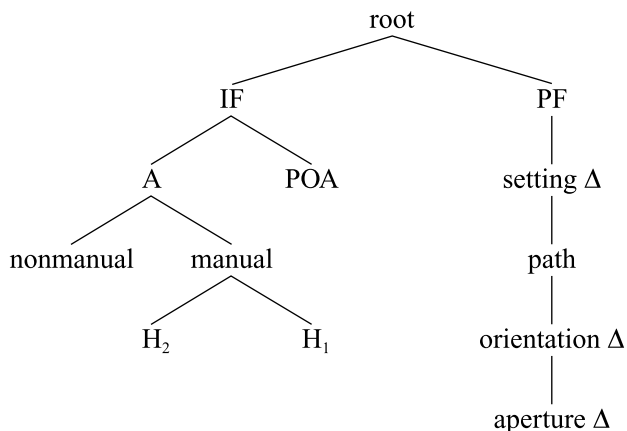 root
IF PF
A POA setting Δ
nonmanual manual path
H₂ H₁ orientation Δ
aperture Δ